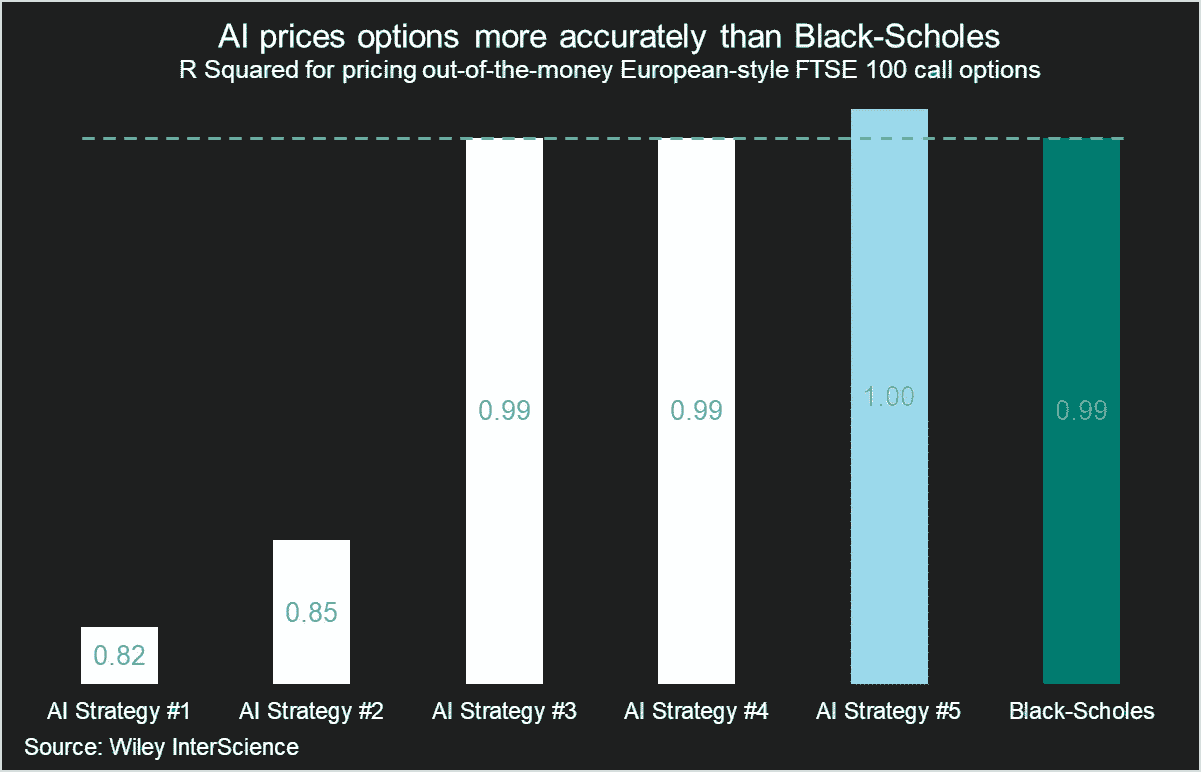 AI prices options more accurately than Black-Scholes
R Squared for pricing out-of-the-money European-style FTSE 100 call options
0.82
0.85
0.99
0.99
1.00
0.99
AI Strategy #1
AI Strategy #2
AI Strategy #3
AI Strategy #4
AI Strategy #5
Black-Scholes
Source: Wiley InterScience